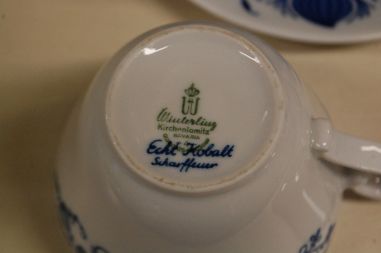 Winterling
Kirchenlamitz
BAVARIA
Echt Kobalt
Scharffeuer